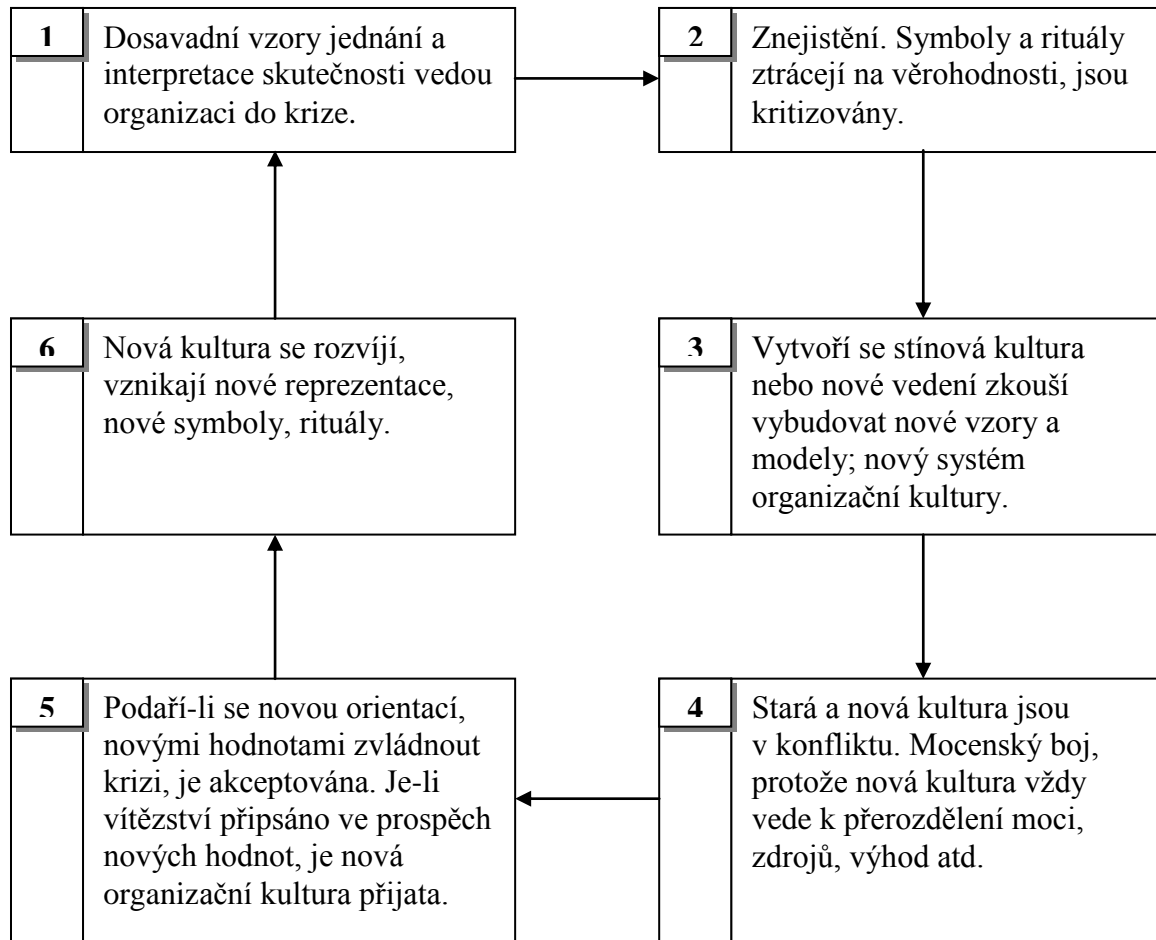 1
Dosavadní vzory jednání a
interpretace skutečnosti vedou
organizaci do krize.
2
Znejistění. Symboly a rituály
ztrácejí na věrohodnosti, jsou
kritizovány.
3
Vytvoří se stínová kultura
nebo nové vedení zkouší
vybudovat nové vzory a
modely; nový systém
organizační kultury.
4
Stará a nová kultura jsou
v konfliktu. Mocenský boj,
protože nová kultura vždy
vede k přerozdělení moci,
zdrojů, výhod atd.
5
Podaří-li se novou orientací,
novými hodnotami zvládnout
krizi, je akceptována. Je-li
vítězství připsáno ve prospěch
nových hodnot, je nová
organizační kultura přijata.
6
Nová kultura se rozvíjí,
vznikají nové reprezentace,
nové symboly, rituály.